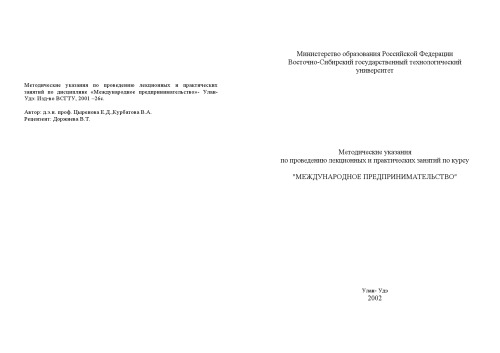 Методические указания по проведению лекционных и практических
занятий по дисциплине «Международное предпринимательство»- Улан-
Удэ: Изд-во ВСГТУ, 2001 –26с.
Автор: д.э.н. проф. Цыренова Е.Д.,Курбатова В.А.
Рецензент: Доржиева В.Т.
Министерство образования Российской Федерации
Восточно-Сибирский государственный технологический
университет
Методические указания
по проведению лекционных и практических занятий по курсу
"МЕЖДУНАРОДНОЕ ПРЕДПРИНИМАТЕЛЬСТВО"
Улан- Удэ
2002